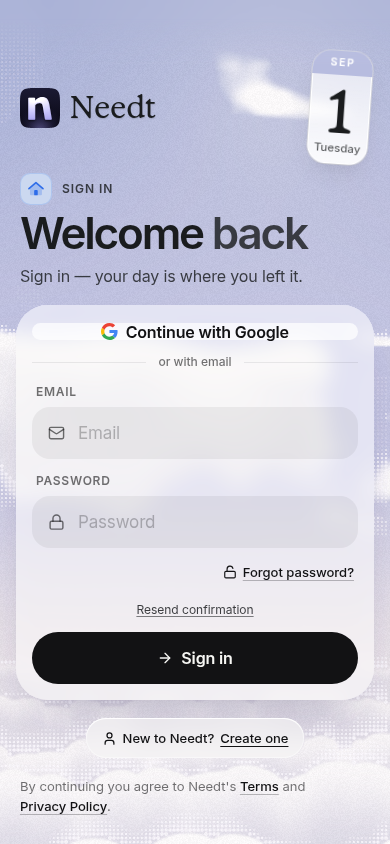 SEP
n Needt
1
Tuesday
SIGN IN
Welcome back
Sign in — your day is where you left it.
Continue with Google
or with email
EMAIL
Email
PASSWORD
Password
Forgot password?
Resend confirmation
Sign in
New to Needt? Create one
By continuing you agree to Needt's Terms and
Privacy Policy.